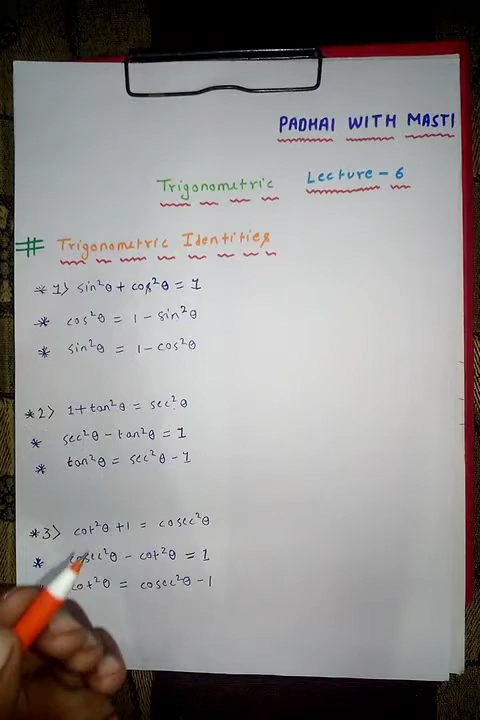 PADHAI WITH MASTI
Trigonometric Lecture - 6
# Trigonometric Identities
* 1) sin²θ + cos²θ = 1
* cos²θ = 1 - sin²θ
* sin²θ = 1 - cos²θ
* 2) 1 + tan²θ = sec²θ
* sec²θ - tan²θ = 1
* tan²θ = sec²θ - 1
* 3) cot²θ + 1 = cosec²θ
* cosec²θ - cot²θ = 1
cot²θ = cosec²θ - 1